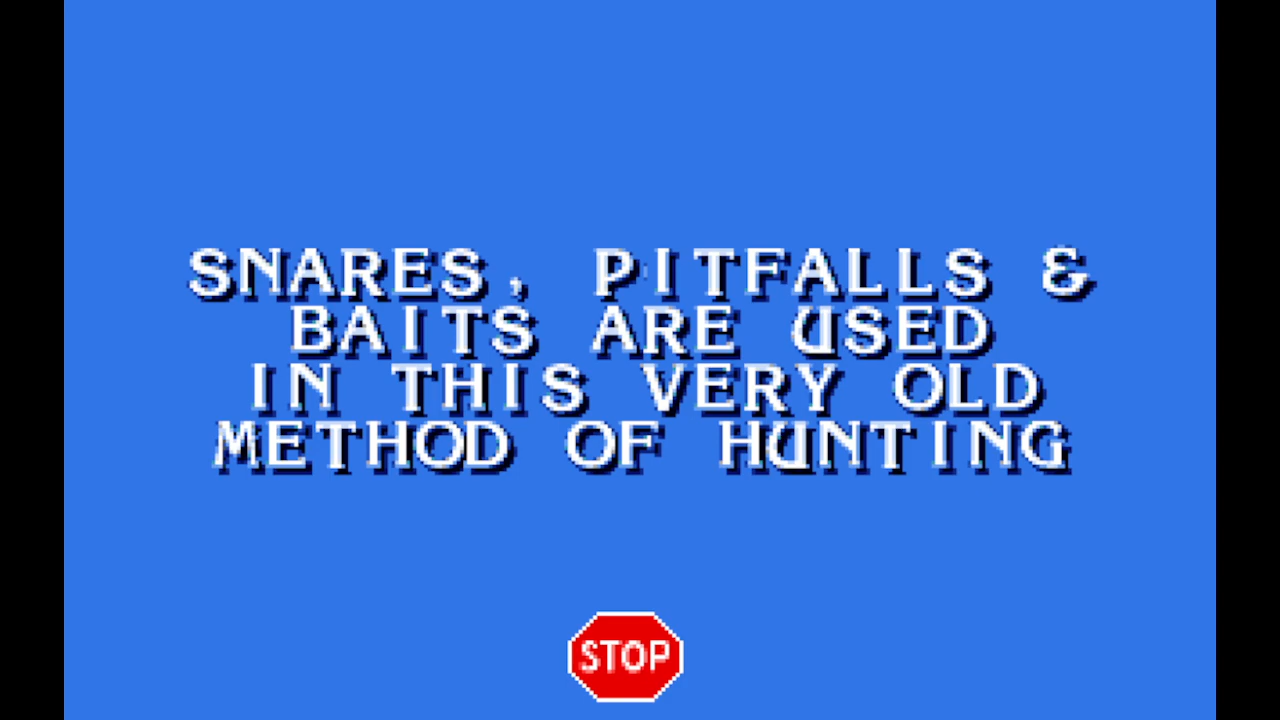 SNARES, PITFALLS &
BAITS ARE USED
IN THIS VERY OLD
METHOD OF HUNTING
STOP